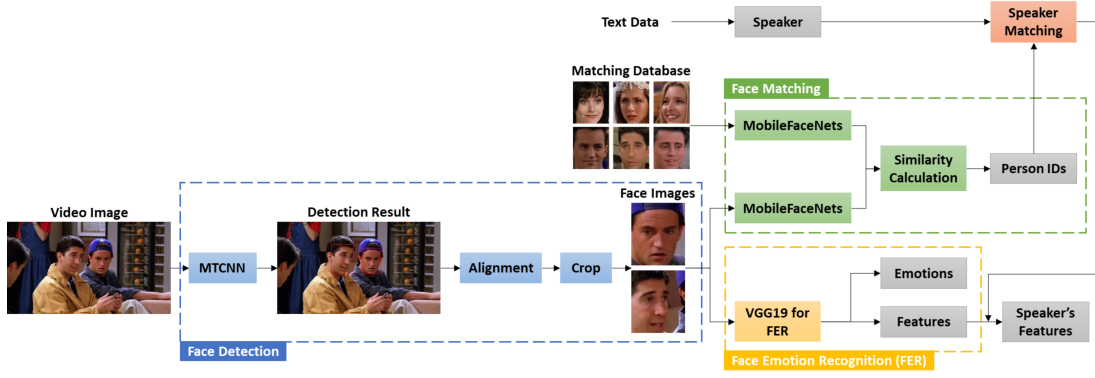 Text Data
Speaker
Speaker
Matching
Matching Database
Face Matching
MobileFaceNets
Similarity
Calculation
Person IDs
MobileFaceNets
Face Images
Video Image
Detection Result
MTCNN
Alignment
Crop
Emotions
VGG19 for
FER
Features
Speaker's
Features
Face Detection
Face Emotion Recognition (FER)